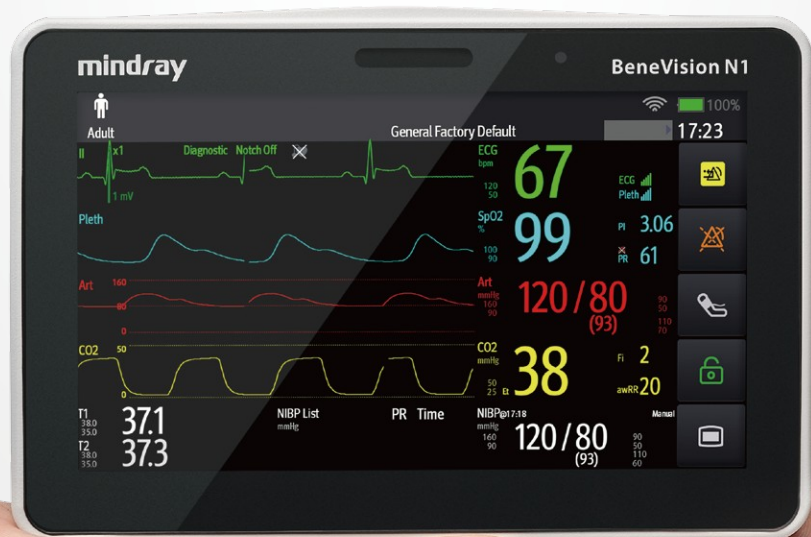 mindray
BeneVision N1
100%
Adult
General Factory Default
17:23
II x1 Diagnostic Notch Off
1 mV
ECG
bpm
120
50
67
ECG
Pleth
Pleth
SpO2
%
100
90
99
PI 3.06
PR 61
Art 160
80
0
Art
mmHg
160
90
120 / 80
(93)
90
50
110
70
CO2 50
0
CO2
mmHg
50
25 Et
38
Fi 2
awRR 20
T1
38.0
35.0
37.1
T2
38.0
35.0
37.3
NIBP List
mmHg
PR Time
NIBP@17:18
mmHg
160
90
120 / 80
(93)
Manual
90
50
110
60